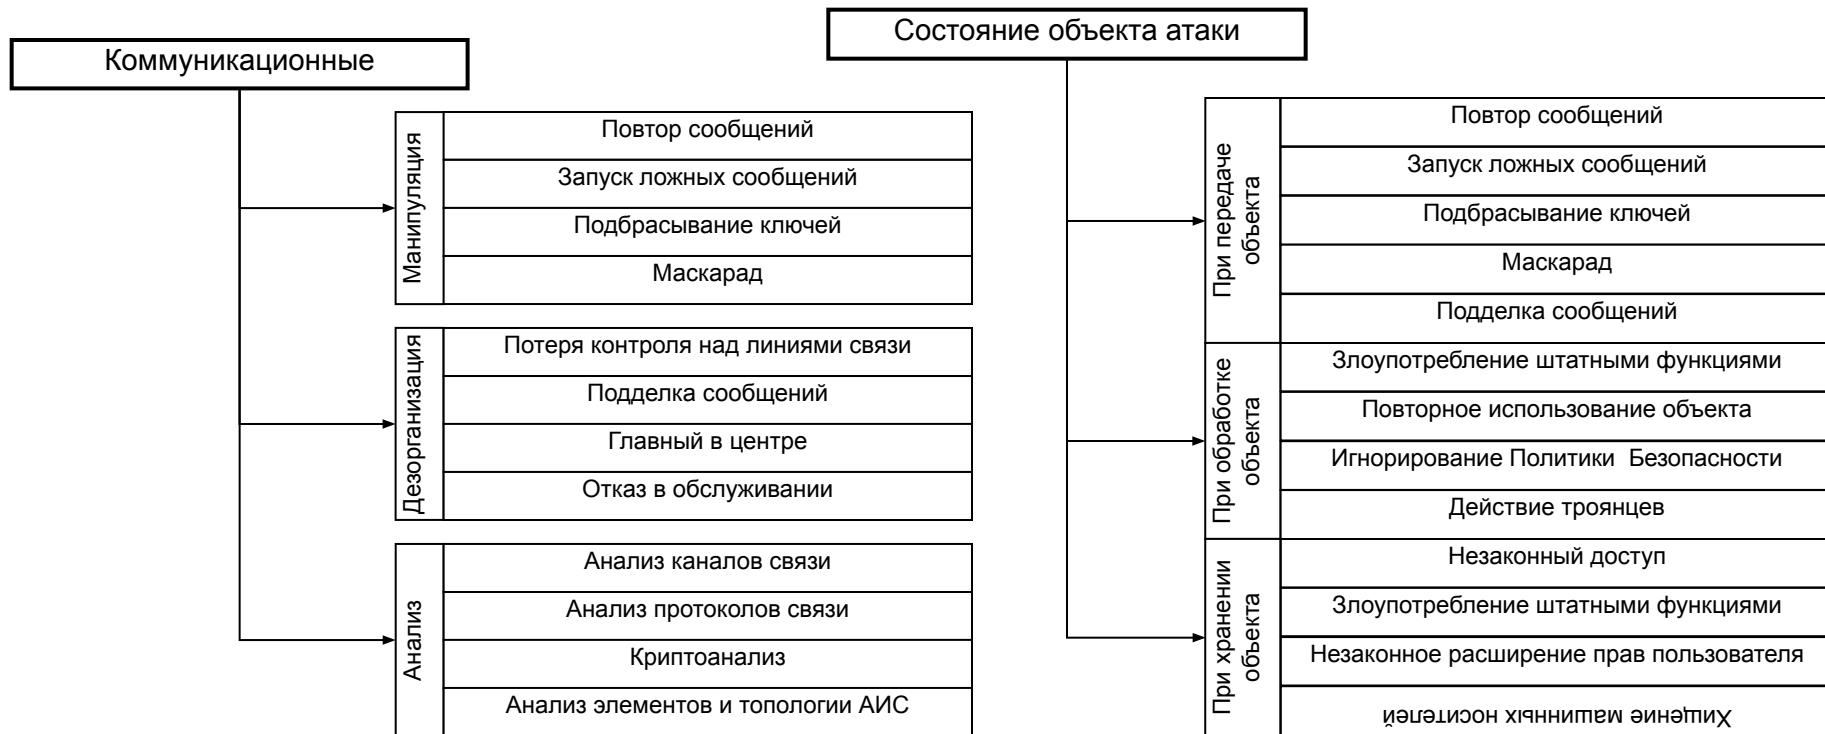 Коммуникационные
Манипуляция
Повтор сообщений
Запуск ложных сообщений
Подбрасывание ключей
Маскарад
Дезорганизация
Потеря контроля над линиями связи
Подделка сообщений
Главный в центре
Отказ в обслуживании
Анализ
Анализ каналов связи
Анализ протоколов связи
Криптоанализ
Анализ элементов и топологии АИС
Состояние объекта атаки
При передаче
объекта
Повтор сообщений
Запуск ложных сообщений
Подбрасывание ключей
Маскарад
Подделка сообщений
При обработке
объекта
Злоупотребление штатными функциями
Повторное использование объекта
Игнорирование Политики Безопасности
Действие троянцев
При хранении
объекта
Незаконный доступ
Злоупотребление штатными функциями
Незаконное расширение прав пользователя
Хищение машинных носителей